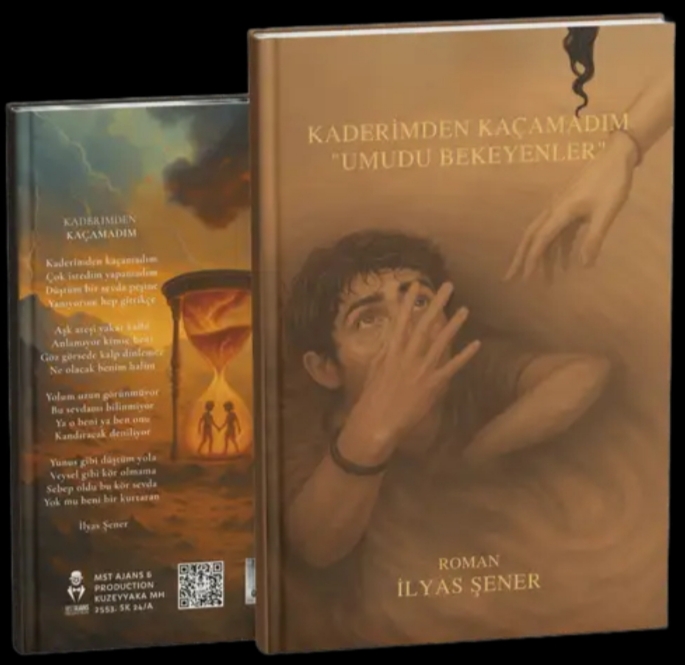 KADERİMDEN
KAÇAMADIM
Kaderimden kaçamadım
Çok istedim yapamadım
Düştüm bir sevda peşine
Yanıyorum hep gittikçe
Aşk ateşi yakar kalbi
Anlamıyor kimse beni
Göz görsede kalp dinlemez
Ne olacak benim halim
Yolum uzun görünmüyor
Bu sevdamı bilinmiyor
Ya o beni ya ben onu
Kandıracak deniliyor
Yunus gibi düştüm yola
Veysel gibi kör olmama
Sebep oldu bu kör sevda
Yok mu beni bir kurtaran
İlyas Şener
MST AJANS &
PRODUCTION
KUZEYYAKA MH
2553. SK 24/A
KADERİMDEN KAÇAMADIM
"UMUDU BEKEYENLER"
ROMAN
İLYAS ŞENER